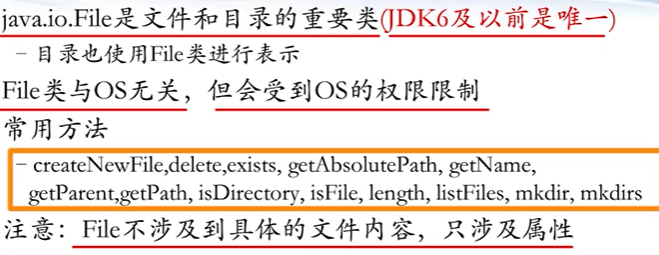 java.io.File是文件和目录的重要类(JDK6及以前是唯一)
– 目录也使用File类进行表示
File类与OS无关，但会受到OS的权限限制
常用方法
– createNewFile,delete,exists, getAbsolutePath, getName,
getParent,getPath, isDirectory, isFile, length, listFiles, mkdir, mkdirs
注意：File不涉及到具体的文件内容，只涉及属性